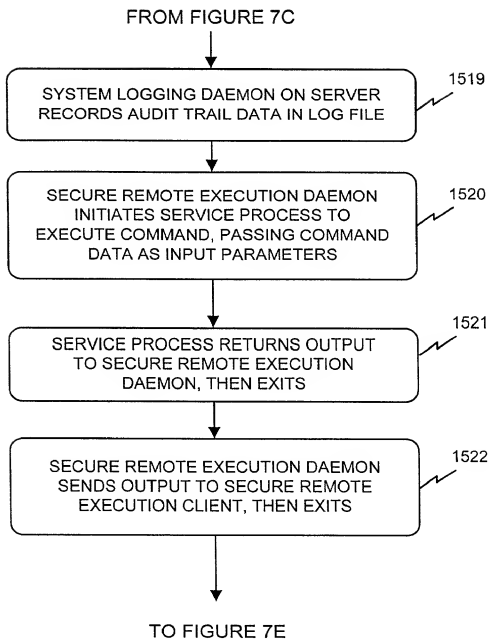 FROM FIGURE 7C
1519
SYSTEM LOGGING DAEMON ON SERVER
RECORDS AUDIT TRAIL DATA IN LOG FILE
1520
SECURE REMOTE EXECUTION DAEMON
INITIATES SERVICE PROCESS TO
EXECUTE COMMAND, PASSING COMMAND
DATA AS INPUT PARAMETERS
1521
SERVICE PROCESS RETURNS OUTPUT
TO SECURE REMOTE EXECUTION
DAEMON, THEN EXITS
1522
SECURE REMOTE EXECUTION DAEMON
SENDS OUTPUT TO SECURE REMOTE
EXECUTION CLIENT, THEN EXITS
TO FIGURE 7E